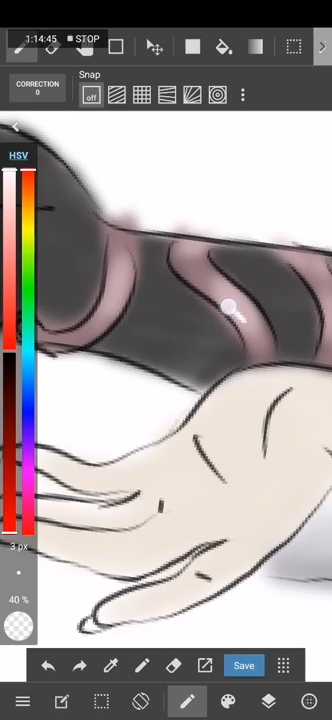 1:14:45 STOP
CORRECTION
0
Snap
off
HSV
3 px
40 %
Save